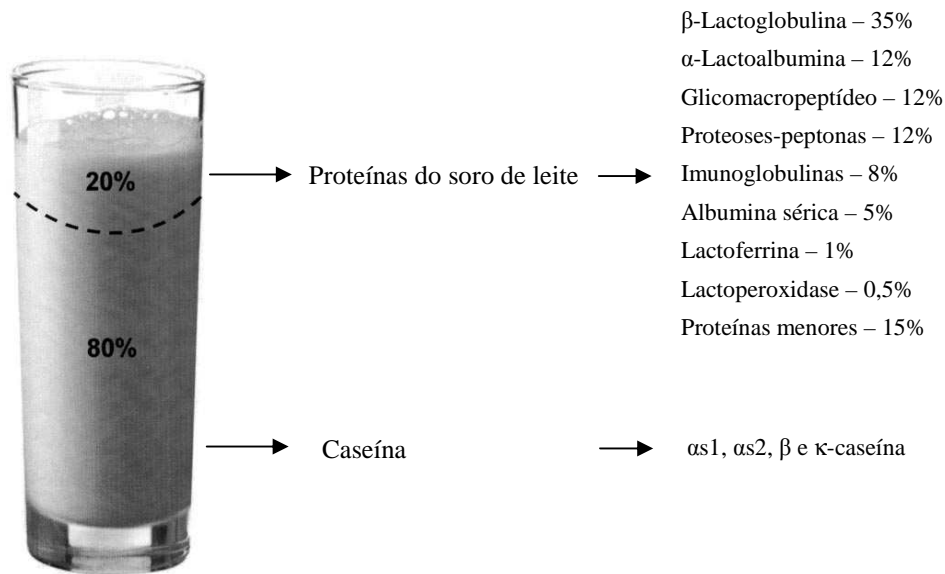 β-Lactoglobulina – 35%
α-Lactoalbumina – 12%
Glicomacropeptídeo – 12%
Proteoses-peptonas – 12%
20%
Proteínas do soro de leite
Imunoglobulinas – 8%
Albumina sérica – 5%
Lactoferrina – 1%
Lactoperoxidase – 0,5%
Proteínas menores – 15%
80%
Caseína
αs1, αs2, β e κ-caseína